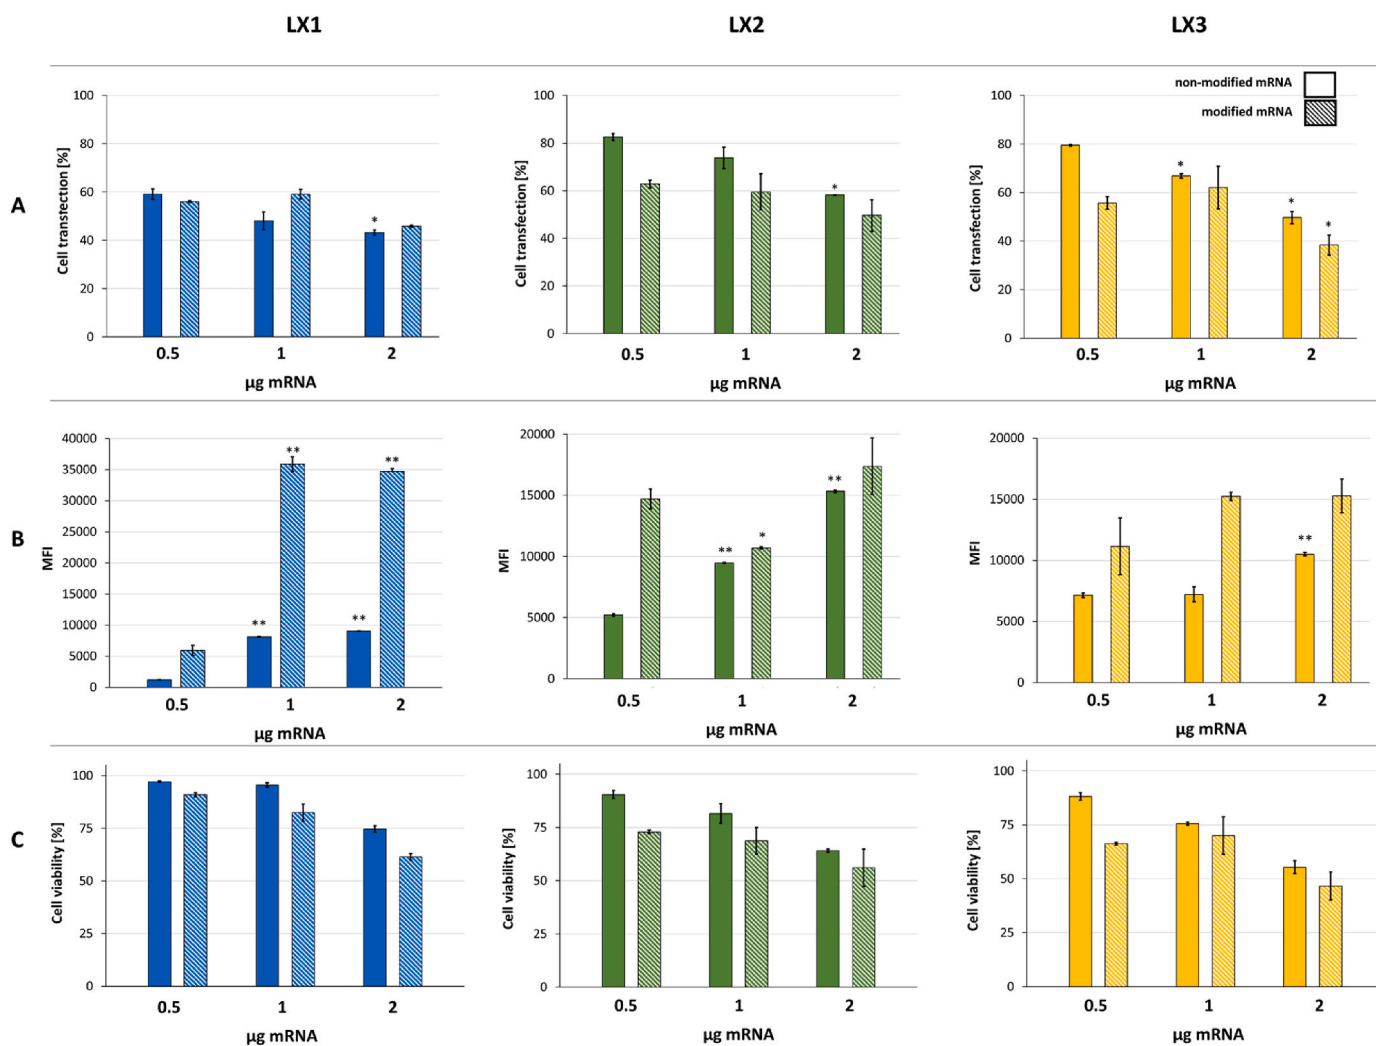 LX1 LX2 LX3
non-modified mRNA
modified mRNA
A
Cell transfection [%]
100
80
60
40
20
0
*
0.5 1 2
µg mRNA
Cell transfection [%]
100
80
60
40
20
0
*
0.5 1 2
µg mRNA
Cell transfection [%]
100
80
60
40
20
0
* * *
0.5 1 2
µg mRNA
B
MFI
40000
35000
30000
25000
20000
15000
10000
5000
0
** ** ** **
0.5 1 2
µg mRNA
MFI
20000
15000
10000
5000
0
** * **
0.5 1 2
µg mRNA
MFI
20000
15000
10000
5000
0
**
0.5 1 2
µg mRNA
C
Cell viability [%]
100
75
50
25
0
0.5 1 2
µg mRNA
Cell viability [%]
100
75
50
25
0
0.5 1 2
µg mRNA
Cell viability [%]
100
75
50
25
0
0.5 1 2
µg mRNA